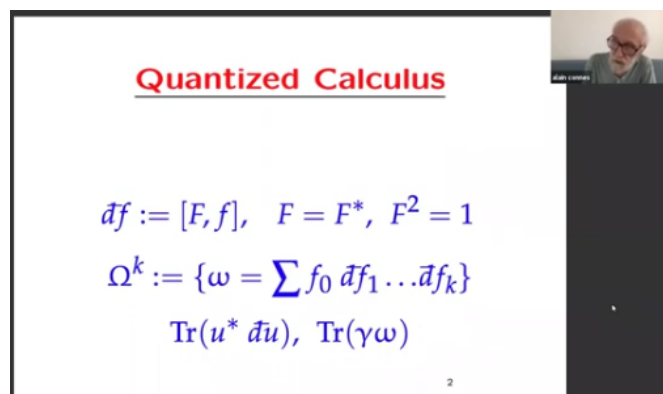 Quantized Calculus
alain connes
đf := [F, f], F = F*, F² = 1
Ωᵏ := {ω = ∑ f₀ đf₁ … đfₖ}
Tr(u* đu), Tr(γω)
2